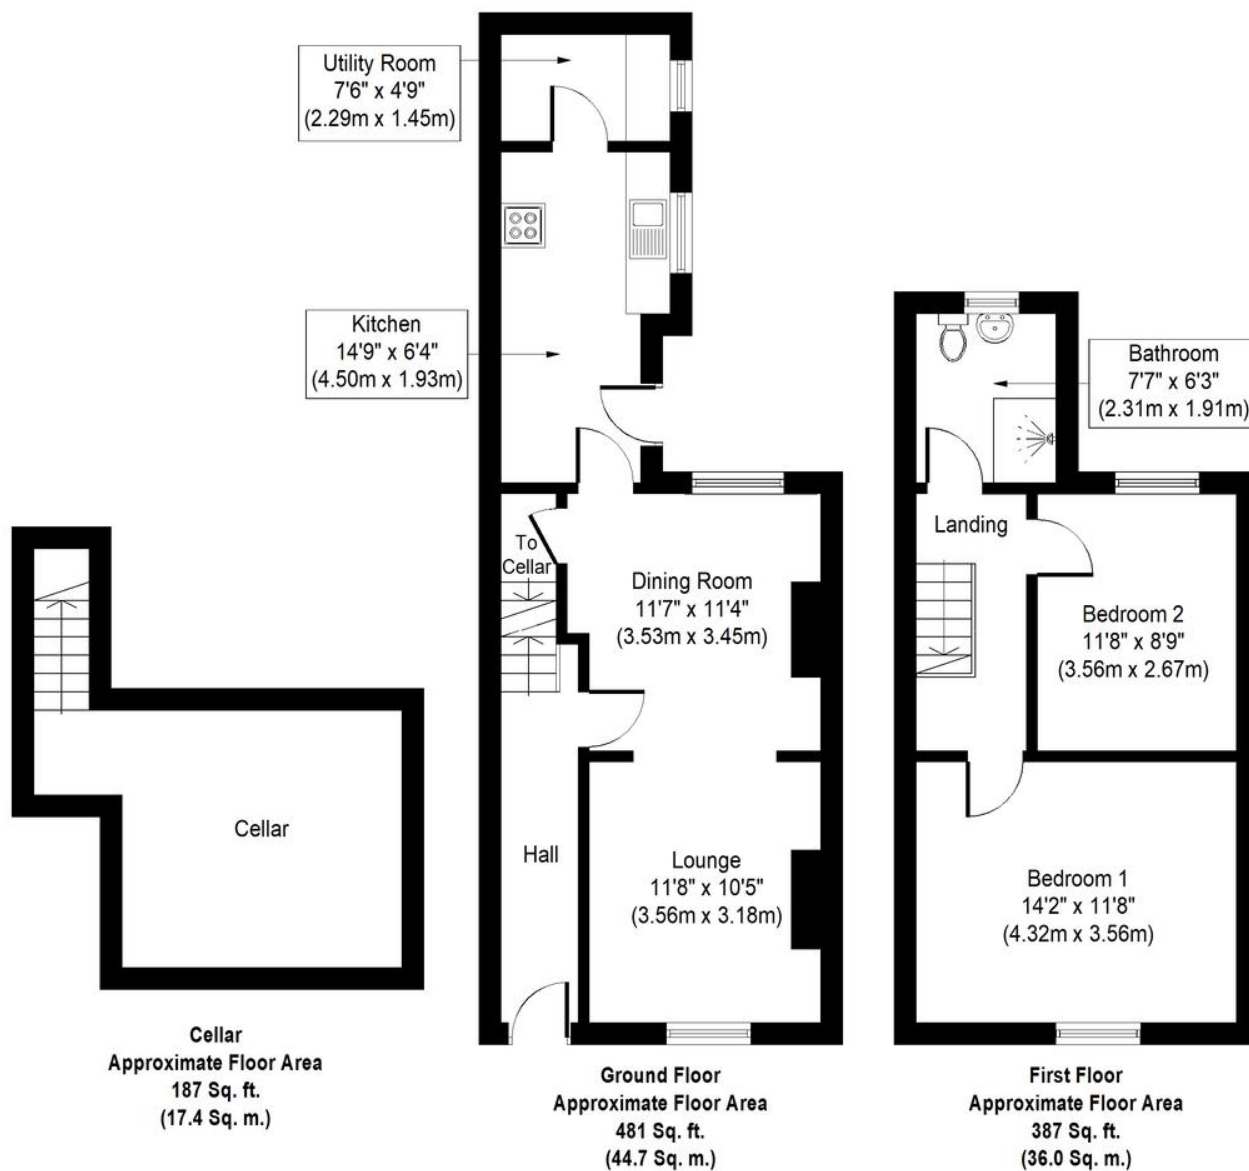 Utility Room
7'6" x 4'9"
(2.29m x 1.45m)
Kitchen
14'9" x 6'4"
(4.50m x 1.93m)
Bathroom
7'7" x 6'3"
(2.31m x 1.91m)
To
Cellar
Dining Room
11'7" x 11'4"
(3.53m x 3.45m)
Landing
Bedroom 2
11'8" x 8'9"
(3.56m x 2.67m)
Cellar
Hall
Lounge
11'8" x 10'5"
(3.56m x 3.18m)
Bedroom 1
14'2" x 11'8"
(4.32m x 3.56m)
Cellar
Approximate Floor Area
187 Sq. ft.
(17.4 Sq. m.)
Ground Floor
Approximate Floor Area
481 Sq. ft.
(44.7 Sq. m.)
First Floor
Approximate Floor Area
387 Sq. ft.
(36.0 Sq. m.)